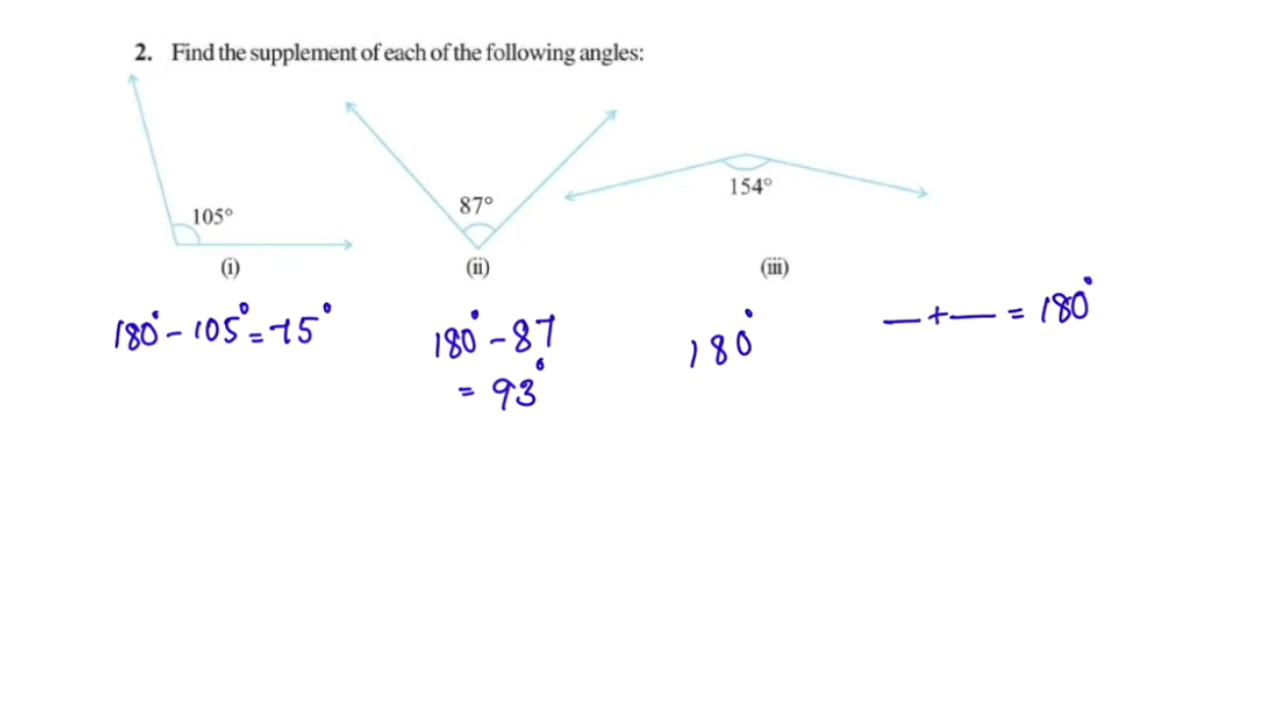 2. Find the supplement of each of the following angles:
105°
87°
154°
(i)
(ii)
(iii)
180° - 105° = 75°
180° - 87
= 93°
180°
— + — = 180°